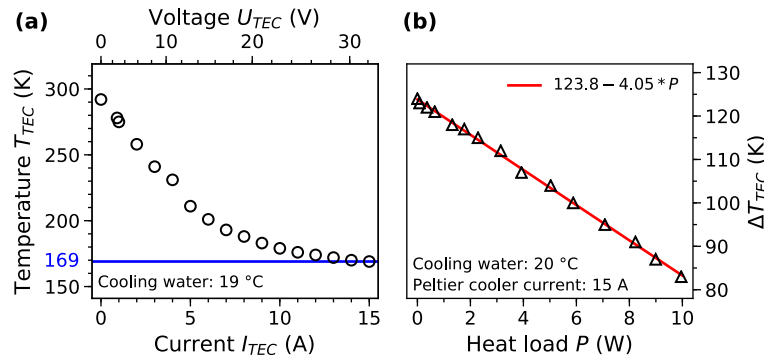 (a)
Voltage U_TEC (V)
0 10 20 30
Temperature T_TEC (K)
300
250
200
169
150
Cooling water: 19 °C
0 5 10 15
Current I_TEC (A)
(b)
123.8 − 4.05 * P
130
120
110
100
90
80
ΔT_TEC (K)
Cooling water: 20 °C
Peltier cooler current: 15 A
0 2 4 6 8 10
Heat load P (W)